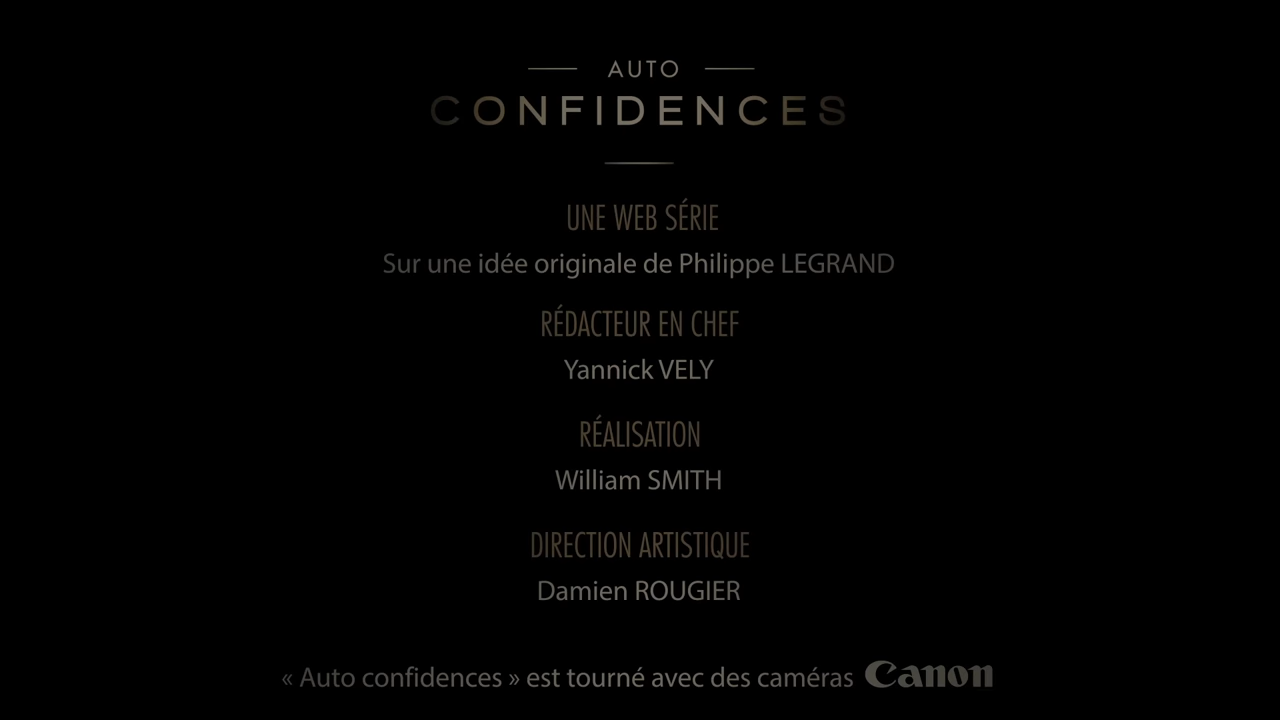 AUTO
CONFIDENCES
UNE WEB SÉRIE
Sur une idée originale de Philippe LEGRAND
RÉDACTEUR EN CHEF
Yannick VELY
RÉALISATION
William SMITH
DIRECTION ARTISTIQUE
Damien ROUGIER
« Auto confidences » est tourné avec des caméras Canon